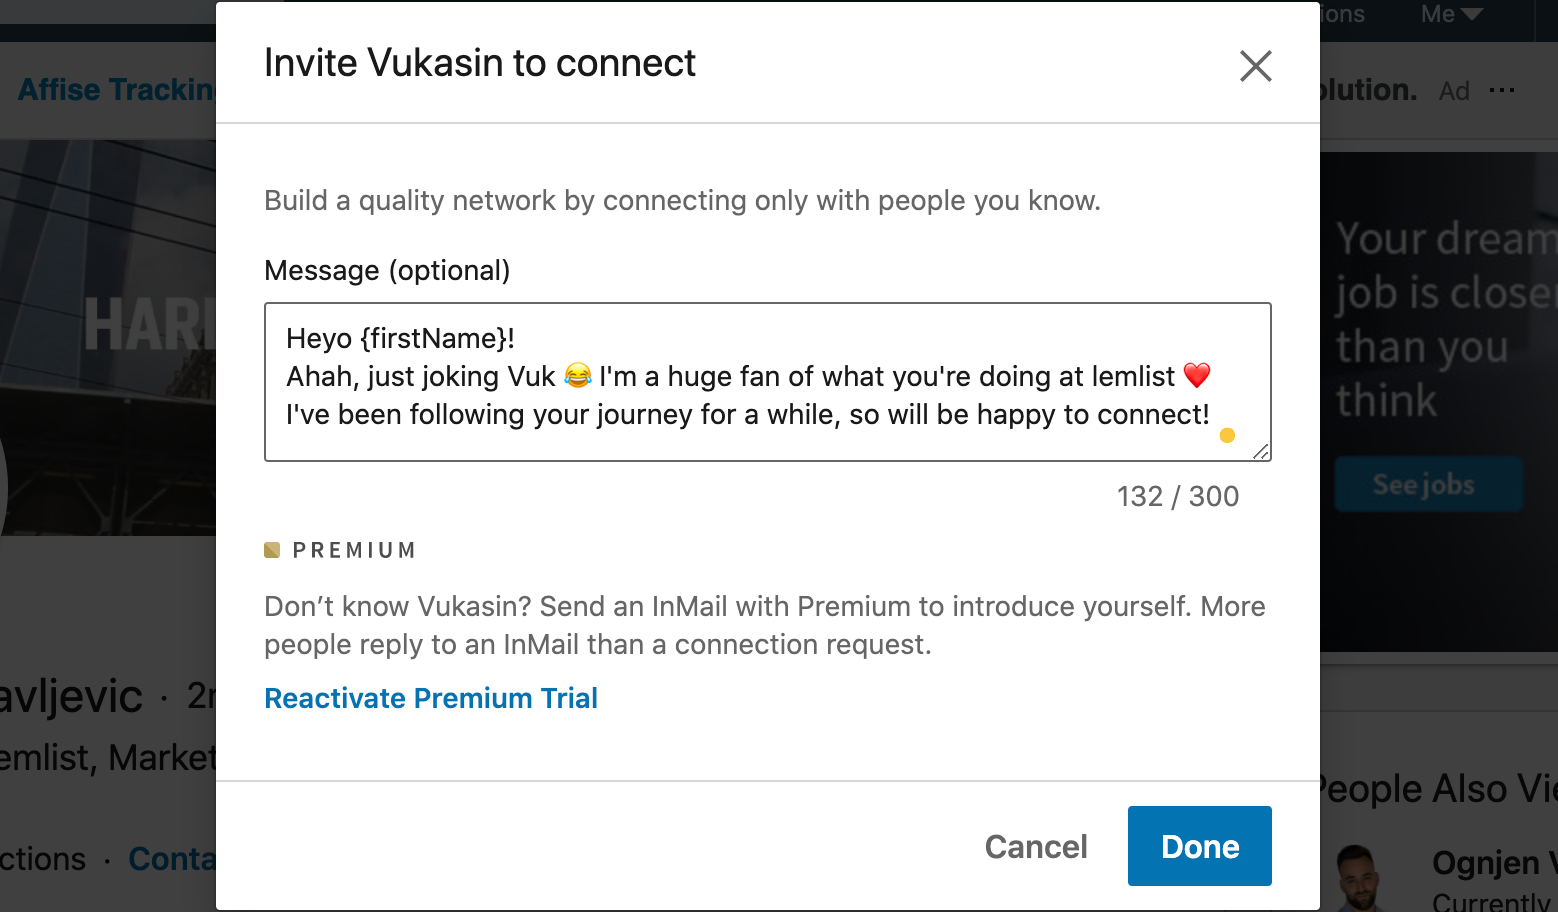 ions
Me
Invite Vukasin to connect
Affise Tracking
olution.
Ad
Build a quality network by connecting only with people you know.
Message (optional)
Heyo {firstName}!
Ahah, just joking Vuk 😂 I'm a huge fan of what you're doing at lemlist ❤️
I've been following your journey for a while, so will be happy to connect!
132 / 300
PREMIUM
Don’t know Vukasin? Send an InMail with Premium to introduce yourself. More
people reply to an InMail than a connection request.
Reactivate Premium Trial
Cancel
Done
HARI
avljevic · 2n
emlist, Market
ctions · Conta
Your dream
job is closer
than you
think
See jobs
People Also Vie
Ognjen V
Currently